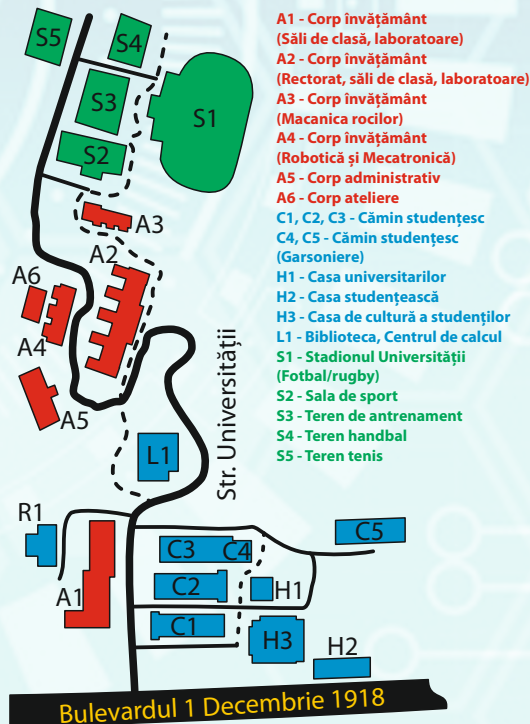 S5
S4
S3
S1
S2
A3
A2
A6
A4
A5
L1
Str. Universității
R1
C5
C3
C4
C2
H1
A1
C1
H3
H2
Bulevardul 1 Decembrie 1918
A1 - Corp învățământ
(Săli de clasă, laboratoare)
A2 - Corp învățământ
(Rectorat, săli de clasă, laboratoare)
A3 - Corp învățământ
(Macanica rocilor)
A4 - Corp învățământ
(Robotică și Mecatronică)
A5 - Corp administrativ
A6 - Corp ateliere
C1, C2, C3 - Cămin studențesc
C4, C5 - Cămin studențesc
(Garsoniere)
H1 - Casa universitarilor
H2 - Casa studențească
H3 - Casa de cultură a studenților
L1 - Biblioteca, Centrul de calcul
S1 - Stadionul Universității
(Fotbal/rugby)
S2 - Sala de sport
S3 - Teren de antrenament
S4 - Teren handbal
S5 - Teren tenis